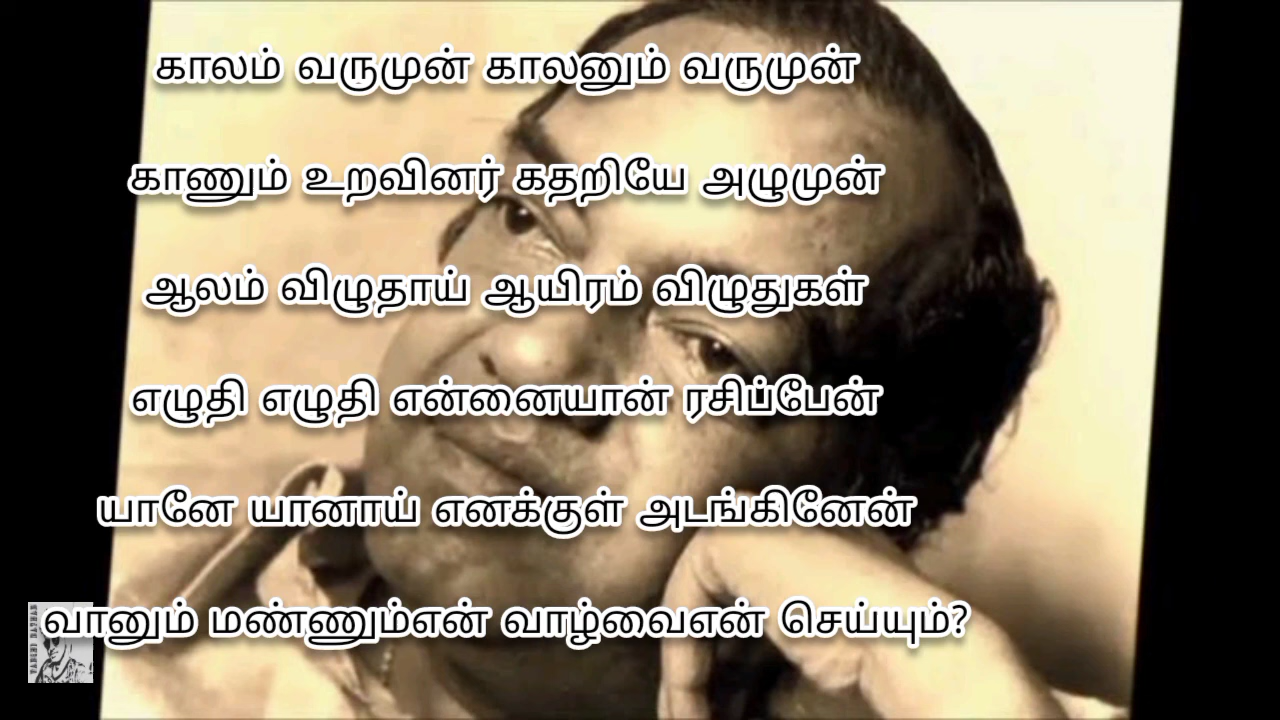 காலம் வருமுன் காலனும் வருமுன்
காணும் உறவினர் கதறியே அழுமுன்
ஆலம் விழுதாய் ஆயிரம் விழுதுகள்
எழுதி எழுதி என்னையான் ரசிப்பேன்
யானே யானாய் எனக்குள் அடங்கினேன்
வானும் மண்ணும்என் வாழ்வைஎன் செய்யும்?